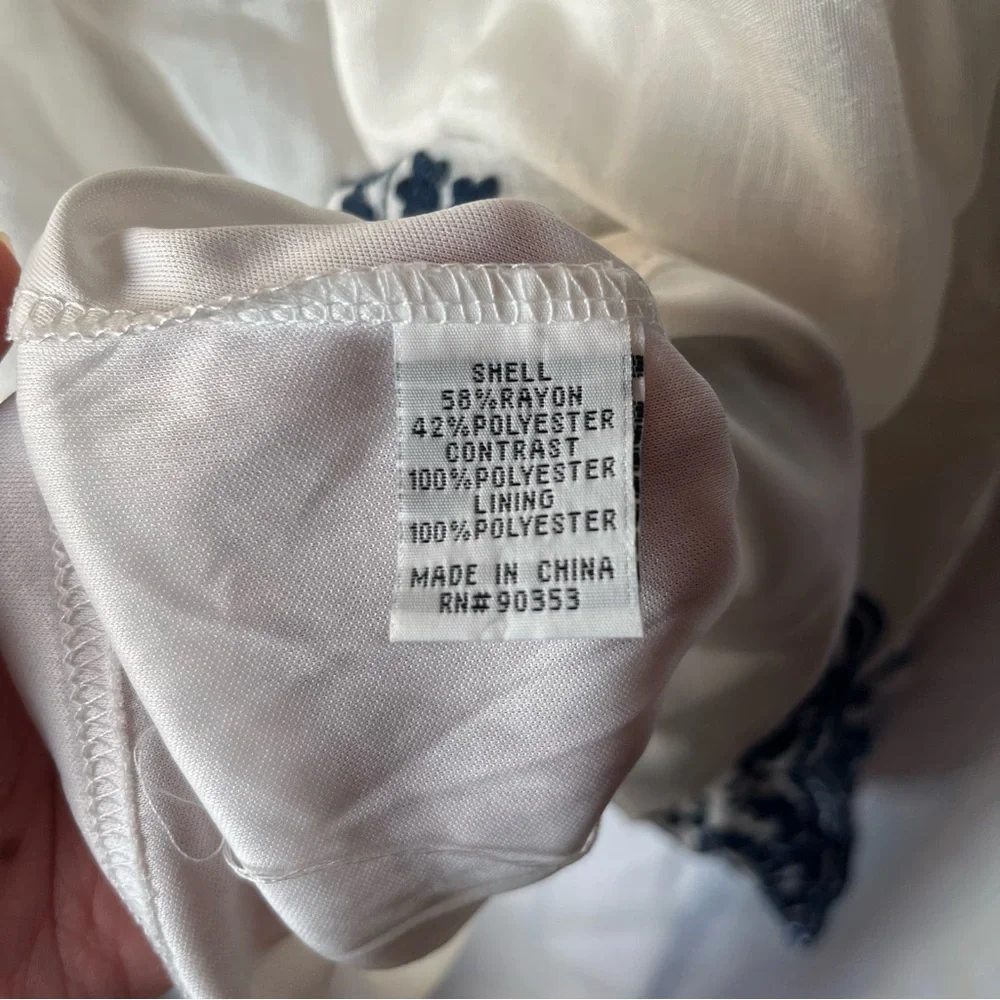 SHELL
58%RAYON
42%POLYESTER
CONTRAST
100%POLYESTER
LINING
100%POLYESTER
MADE IN CHINA
RN#90353